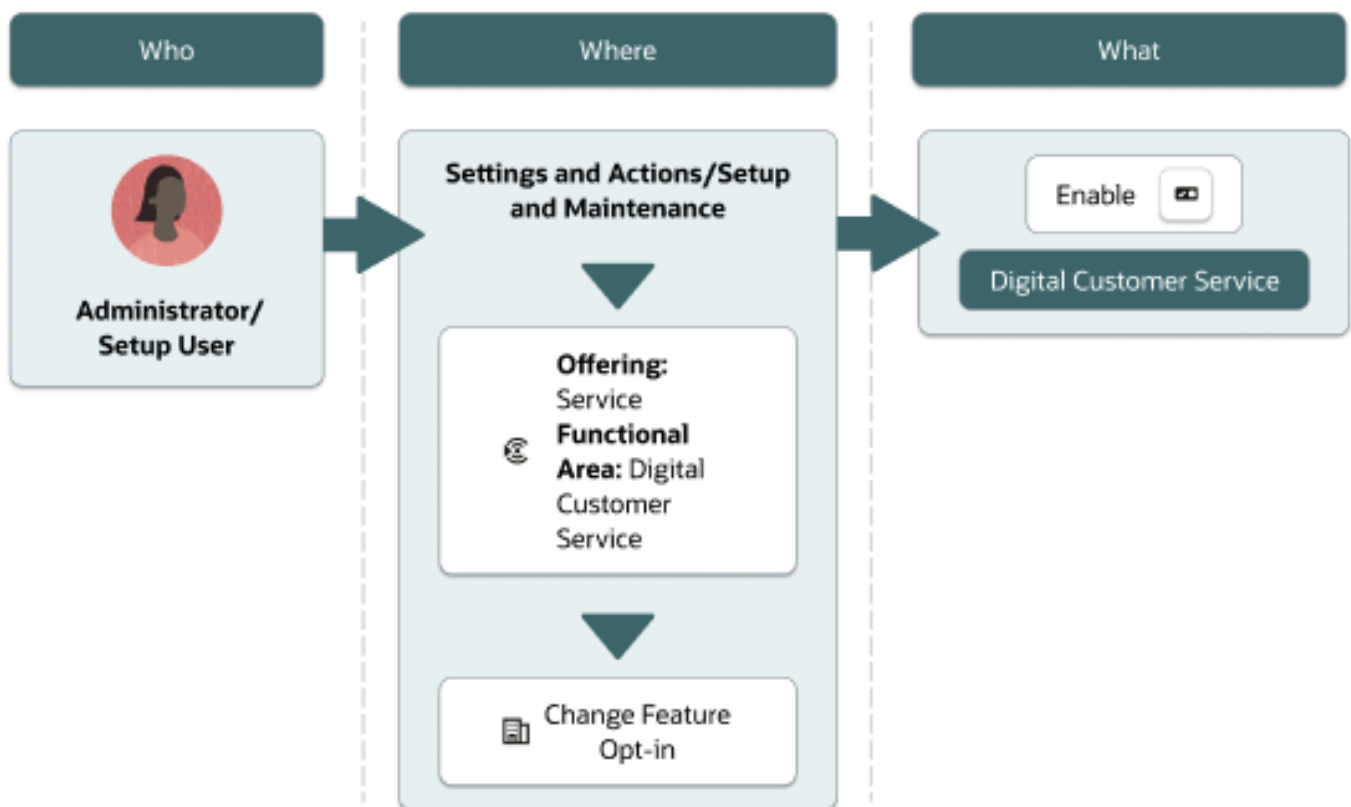 Who
Where
What
Administrator/
Setup User
Settings and Actions/Setup
and Maintenance
Offering:
Service
Functional
Area: Digital
Customer
Service
Change Feature
Opt-in
Enable
Digital Customer Service